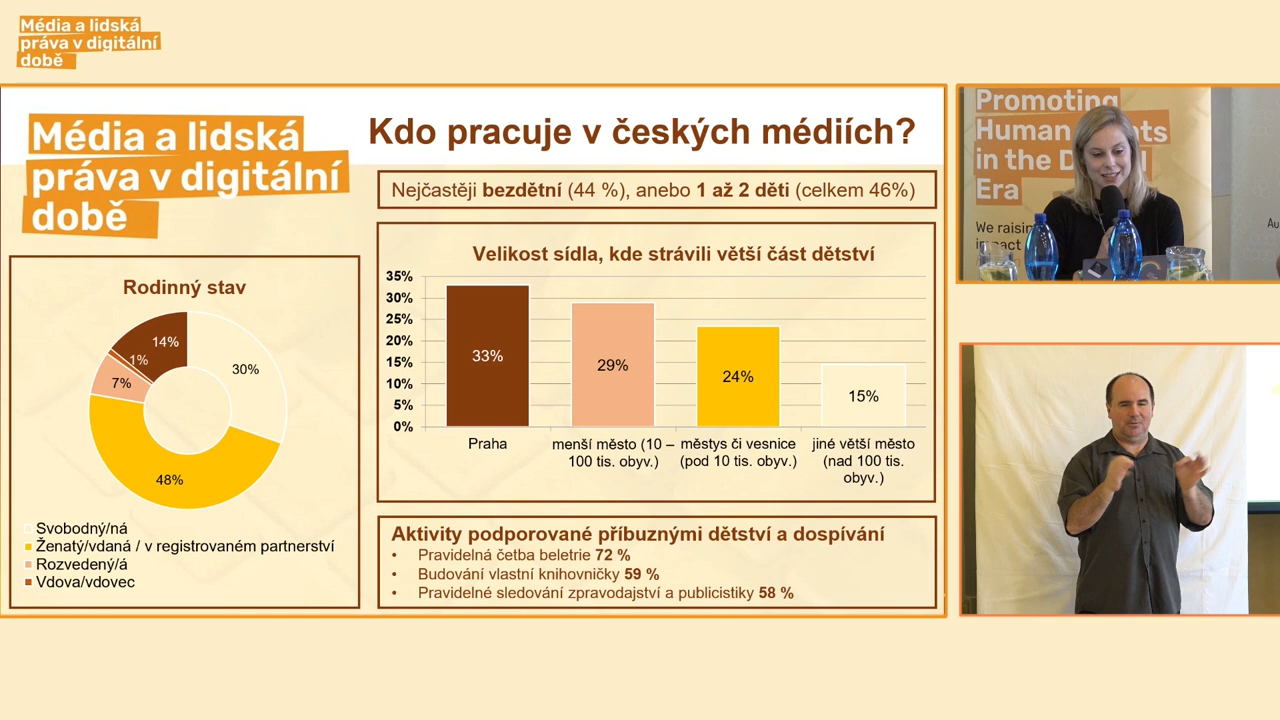 Média a lidská
práva v digitální
době
Média a lidská
práva v digitální
době
Kdo pracuje v českých médiích?
Nejčastěji bezdětní (44 %), anebo 1 až 2 děti (celkem 46%)
Rodinný stav
14%
1%
7%
30%
48%
Svobodný/ná
Ženatý/vdaná / v registrovaném partnerství
Rozvedený/á
Vdova/vdovec
Velikost sídla, kde strávili větší část dětství
35%
30%
25%
20%
15%
10%
5%
0%
33%
29%
24%
15%
Praha
menší město (10 –
100 tis. obyv.)
městys či vesnice
(pod 10 tis. obyv.)
jiné větší město
(nad 100 tis.
obyv.)
Aktivity podporované příbuznými dětství a dospívání
• Pravidelná četba beletrie 72 %
• Budování vlastní knihovničky 59 %
• Pravidelné sledování zpravodajství a publicistiky 58 %
Promoting
Human
in the
Era
We